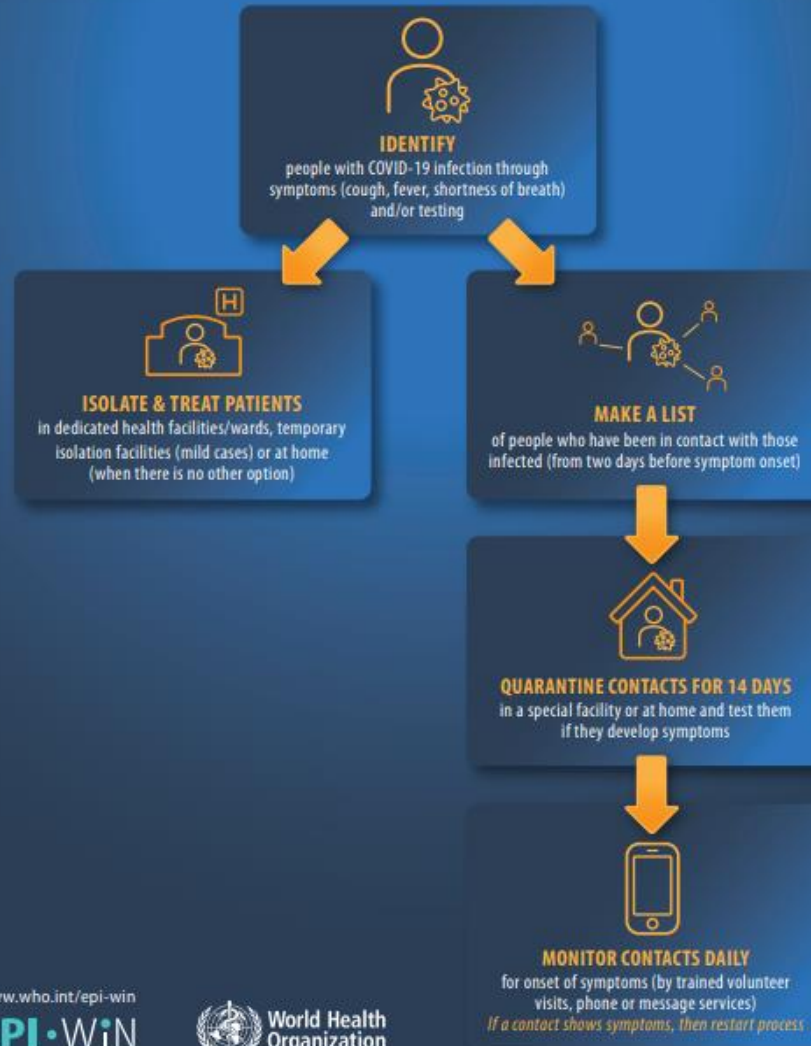 IDENTIFY
people with COVID-19 infection through
symptoms (cough, fever, shortness of breath)
and/or testing
H
ISOLATE & TREAT PATIENTS
in dedicated health facilities/wards, temporary
isolation facilities (mild cases) or at home
(when there is no other option)
MAKE A LIST
of people who have been in contact with those
infected (from two days before symptom onset)
QUARANTINE CONTACTS FOR 14 DAYS
in a special facility or at home and test them
if they develop symptoms
MONITOR CONTACTS DAILY
for onset of symptoms (by trained volunteer
visits, phone or message services)
If a contact shows symptoms, then restart process
ww.who.int/epi-win
PI·WiN
World Health
Organization